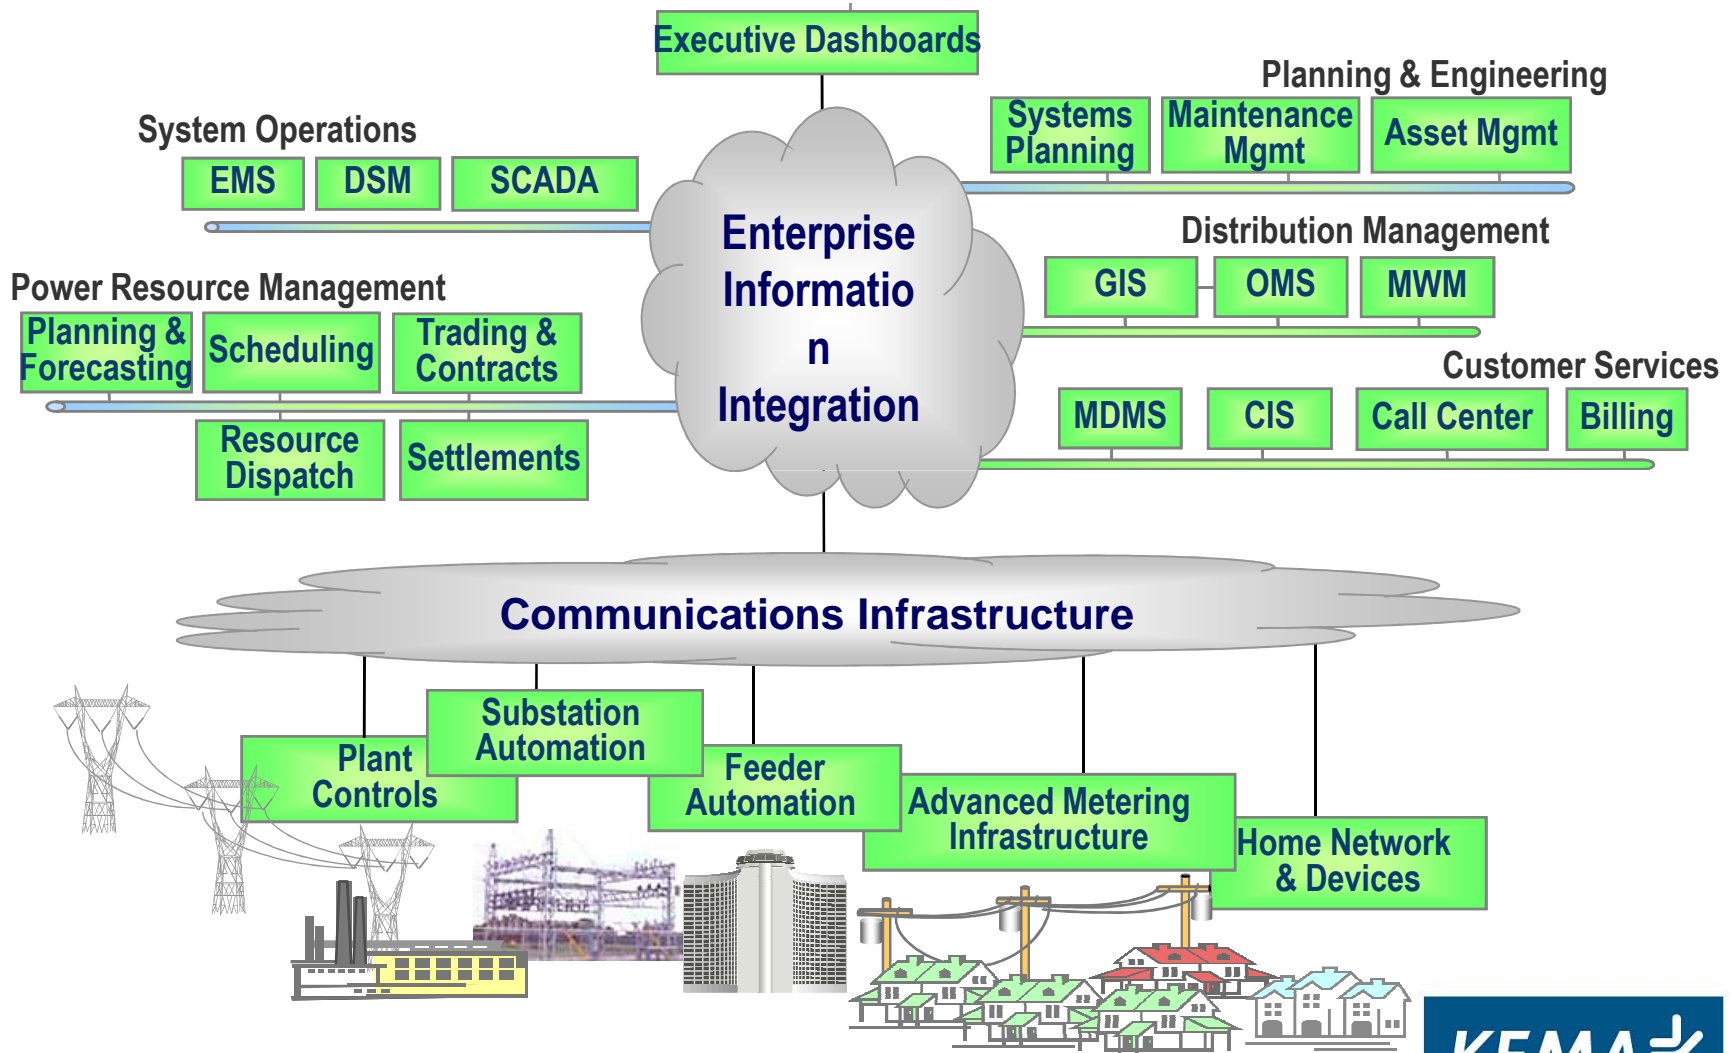 Executive Dashboards
Planning & Engineering
Systems
Planning
Maintenance
Mgmt
Asset Mgmt
System Operations
EMS
DSM
SCADA
Enterprise
Informatio
n
Integration
Distribution Management
GIS
OMS
MWM
Power Resource Management
Planning &
Forecasting
Scheduling
Trading &
Contracts
Resource
Dispatch
Settlements
Customer Services
MDMS
CIS
Call Center
Billing
Communications Infrastructure
Plant
Controls
Substation
Automation
Feeder
Automation
Advanced Metering
Infrastructure
Home Network
& Devices
KEMA